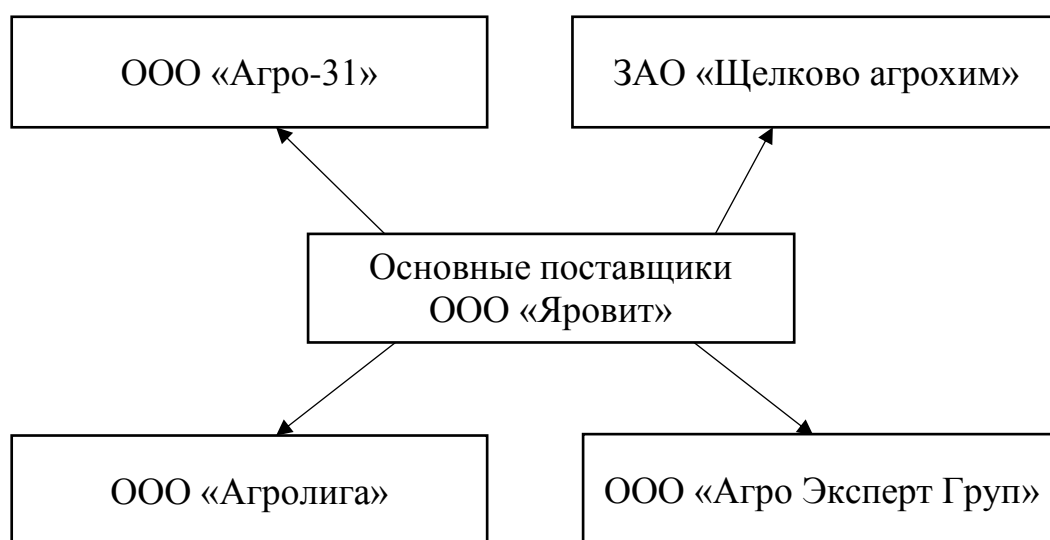 ООО «Агро-31»
ЗАО «Щелково агрохим»
Основные поставщики
ООО «Яровит»
ООО «Агролига»
ООО «Агро Эксперт Груп»